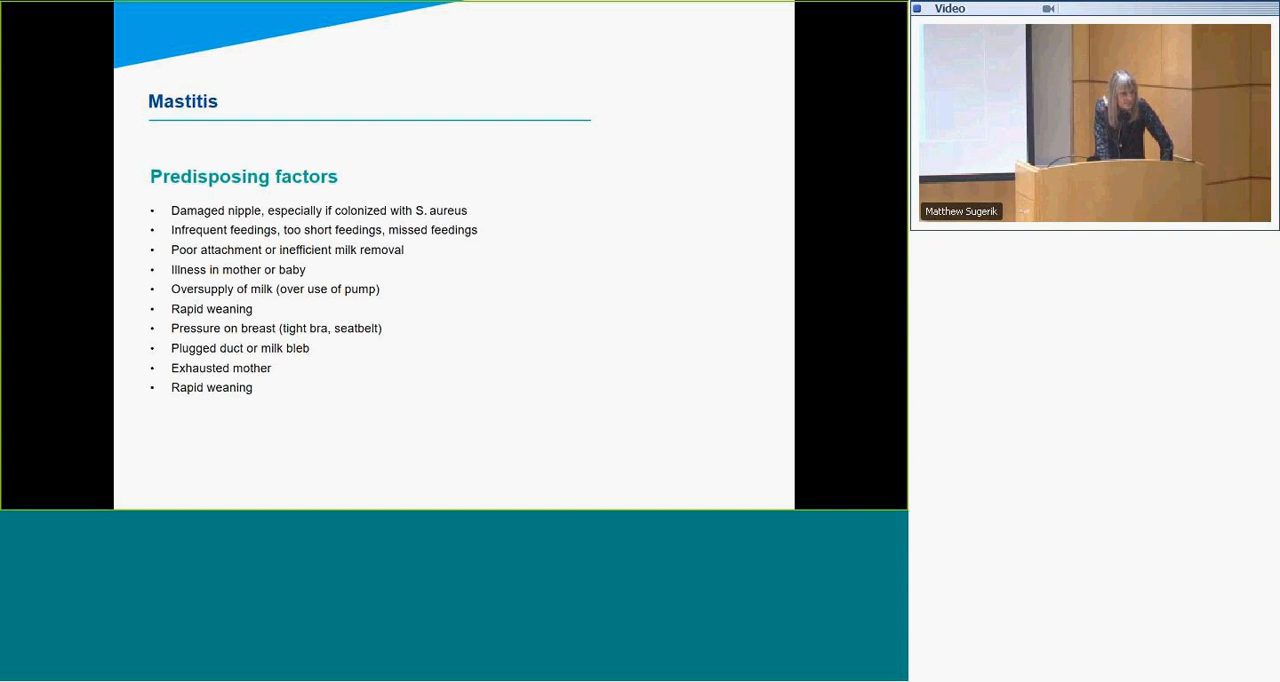 Mastitis
Predisposing factors
• Damaged nipple, especially if colonized with S. aureus
• Infrequent feedings, too short feedings, missed feedings
• Poor attachment or inefficient milk removal
• Illness in mother or baby
• Oversupply of milk (over use of pump)
• Rapid weaning
• Pressure on breast (tight bra, seatbelt)
• Plugged duct or milk bleb
• Exhausted mother
• Rapid weaning
Video
Matthew Sugerik